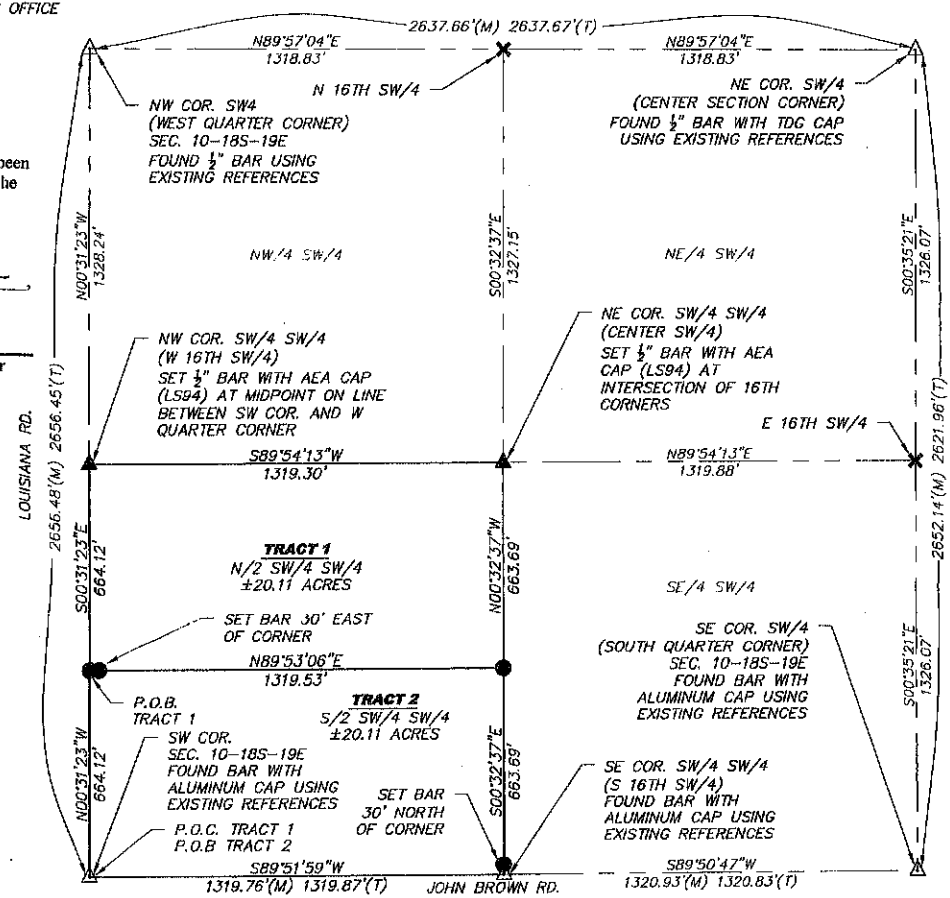 OFFICE
2637.66'(M) 2637.67'(T)
N89°57'04"E
1318.83'
N89°57'04"E
1318.83'
N 16TH SW/4
NW COR. SW4
(WEST QUARTER CORNER)
SEC. 10-18S-19E
FOUND ½" BAR USING
EXISTING REFERENCES
NE COR. SW/4
(CENTER SECTION CORNER)
FOUND ½" BAR WITH TDG CAP
USING EXISTING REFERENCES
been
he
N00°31'23"W
1328.24'
NW/4 SW/4
S00°32'37"E
1327.15'
NE/4 SW/4
S00°35'21"E
1326.07'
NW COR. SW/4 SW/4
(W 16TH SW/4)
SET ½" BAR WITH AEA CAP
(LS94) AT MIDPOINT ON LINE
BETWEEN SW COR. AND W
QUARTER CORNER
NE COR. SW/4 SW/4
(CENTER SW/4)
SET ½" BAR WITH AEA
CAP (LS94) AT
INTERSECTION OF 16TH
CORNERS
E 16TH SW/4
r
LOUISIANA RD.
2656.48'(M) 2656.45'(T)
2652.14'(M) 2621.96'(T)
S89°54'13"W
1319.30'
N89°54'13"E
1319.88'
S00°31'23"E
664.12'
TRACT 1
N/2 SW/4 SW/4
±20.11 ACRES
N00°32'37"W
663.69'
SE/4 SW/4
SET BAR 30' EAST
OF CORNER
N89°53'06"E
1319.53'
SE COR. SW/4
(SOUTH QUARTER CORNER)
SEC. 10-18S-19E
FOUND BAR WITH
ALUMINUM CAP USING
EXISTING REFERENCES
S00°35'21"E
1326.07'
P.O.B.
TRACT 1
TRACT 2
S/2 SW/4 SW/4
±20.11 ACRES
N00°31'23"W
664.12'
SW COR.
SEC. 10-18S-19E
FOUND BAR WITH
ALUMINUM CAP USING
EXISTING REFERENCES
S00°32'37"E
663.69'
SET BAR
30' NORTH
OF CORNER
SE COR. SW/4 SW/4
(S 16TH SW/4)
FOUND BAR WITH
ALUMINUM CAP USING
EXISTING REFERENCES
P.O.C. TRACT 1
P.O.B TRACT 2
S89°51'59"W
1319.76'(M) 1319.87'(T)
JOHN BROWN RD.
S89°50'47"W
1320.93'(M) 1320.83'(T)